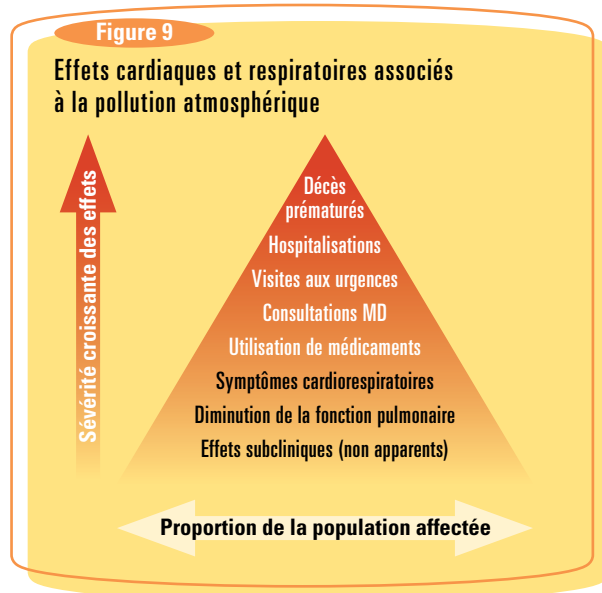 Figure 9
Effets cardiaques et respiratoires associés
à la pollution atmosphérique
Sévérité croissante des effets
Décès
prématurés
Hospitalisations
Visites aux urgences
Consultations MD
Utilisation de médicaments
Symptômes cardiorespiratoires
Diminution de la fonction pulmonaire
Effets subcliniques (non apparents)
Proportion de la population affectée